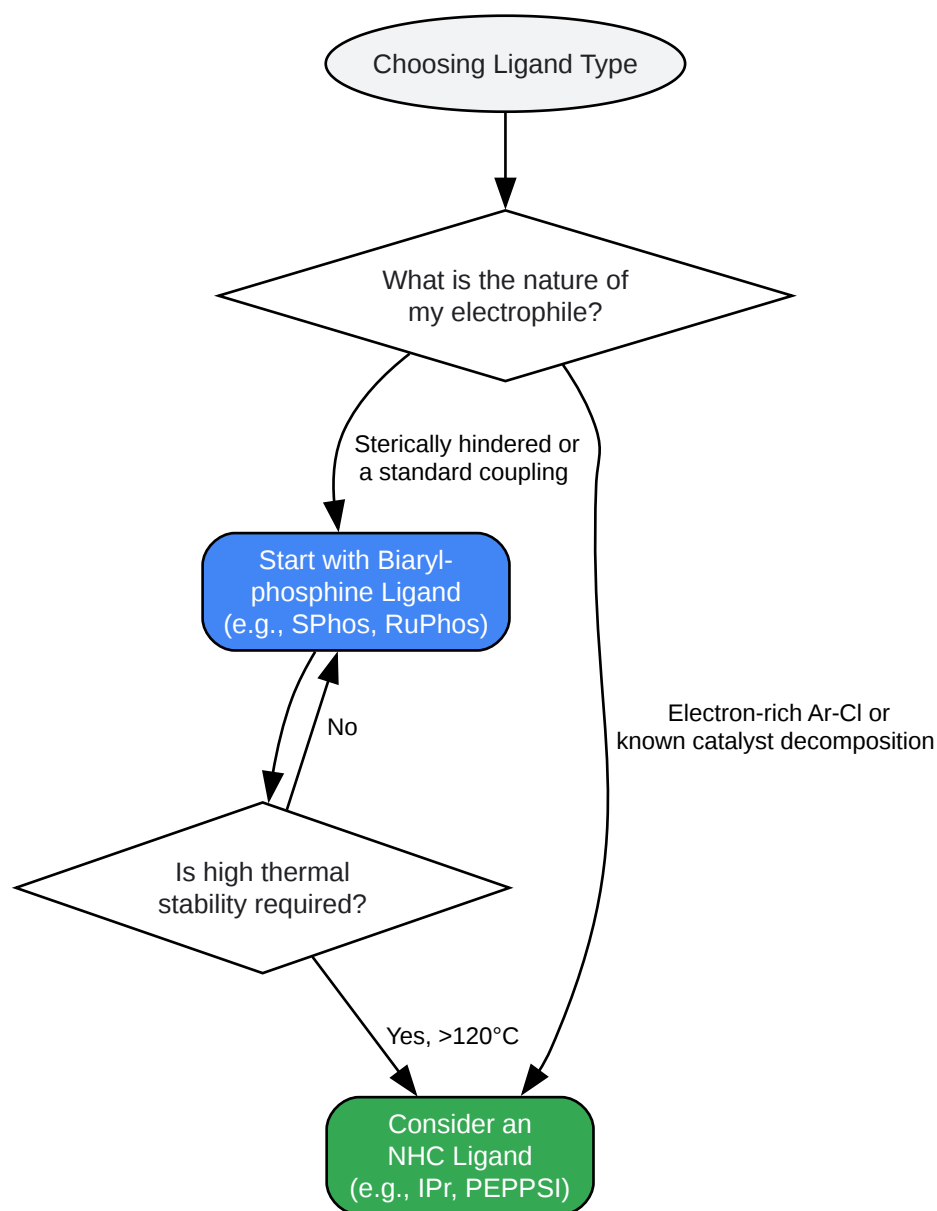 Choosing Ligand Type
What is the nature of
my electrophile?
Sterically hindered or
a standard coupling
Start with Biaryl-
phosphine Ligand
(e.g., SPhos, RuPhos)
Electron-rich Ar-Cl or
known catalyst decomposition
No
Is high thermal
stability required?
Yes, >120°C
Consider an
NHC Ligand
(e.g., IPr, PEPPSI)